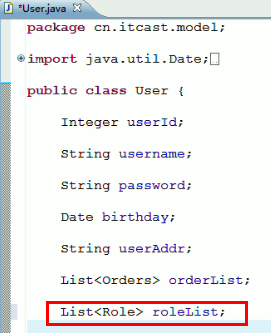 *User.java
package cn.itcast.model;
import java.util.Date;
public class User {
Integer userId;
String username;
String password;
Date birthday;
String userAddr;
List<Orders> orderList;
List<Role> roleList;